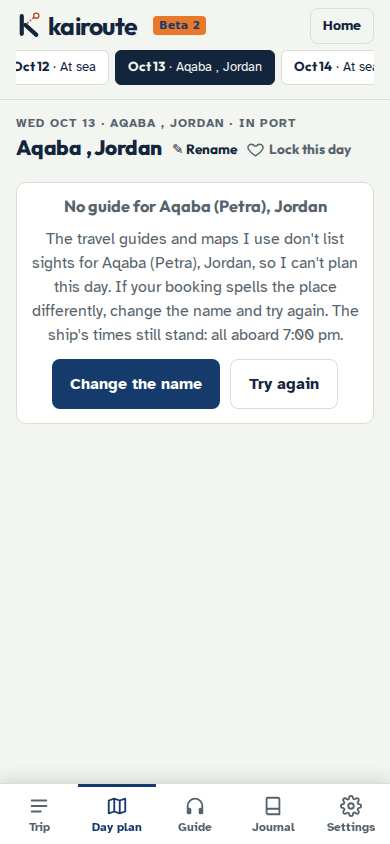 kairoute Beta 2 Home
Oct 12 · At sea Oct 13 · Aqaba , Jordan Oct 14 · At sea
WED OCT 13 · AQABA , JORDAN · IN PORT
Aqaba , Jordan ✎ Rename Lock this day
No guide for Aqaba (Petra), Jordan
The travel guides and maps I use don't list
sights for Aqaba (Petra), Jordan, so I can't plan
this day. If your booking spells the place
differently, change the name and try again. The
ship's times still stand: all aboard 7:00 pm.
Change the name Try again
Trip Day plan Guide Journal Settings